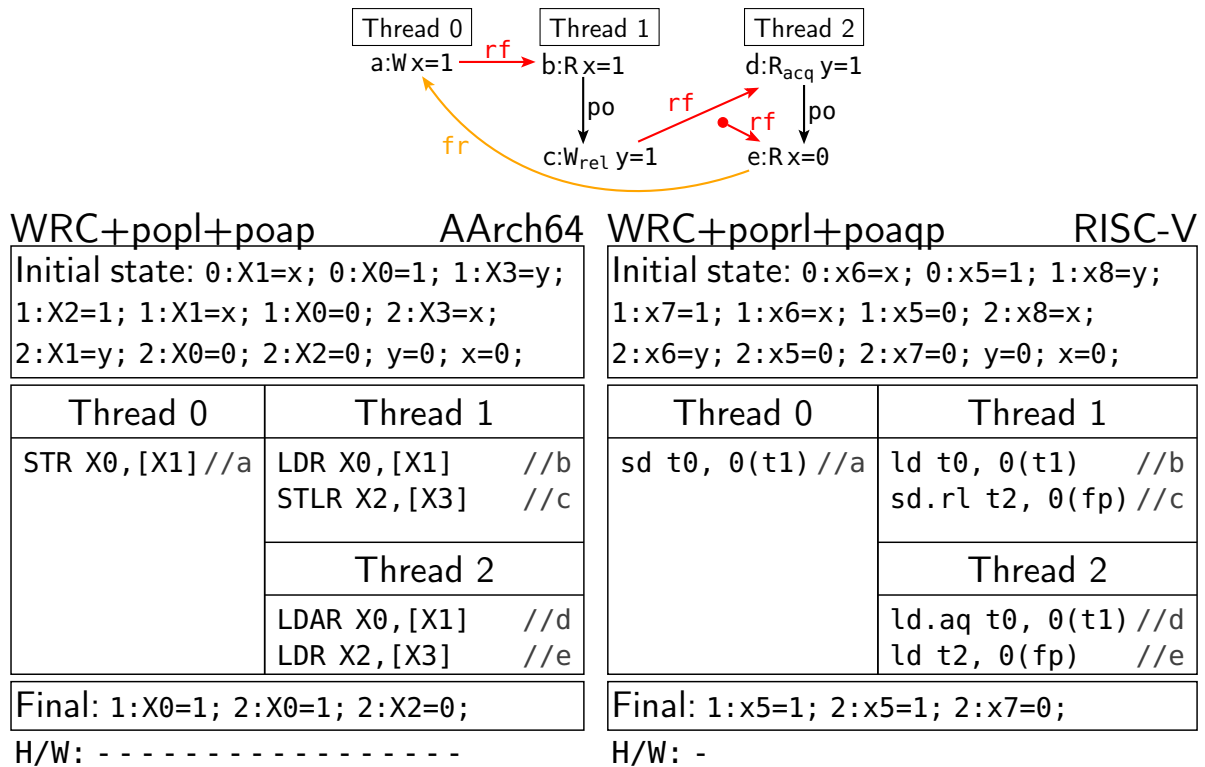 Thread 0 Thread 1 Thread 2
a:W x=1 rf b:R x=1 d:Racq y=1
po rf rf po
fr c:Wrel y=1 e:R x=0
WRC+popl+poap AArch64
Initial state: 0:X1=x; 0:X0=1; 1:X3=y;
1:X2=1; 1:X1=x; 1:X0=0; 2:X3=x;
2:X1=y; 2:X0=0; 2:X2=0; y=0; x=0;
Thread 0 Thread 1
STR X0,[X1]//a LDR X0,[X1] //b
STLR X2,[X3] //c
Thread 2
LDAR X0,[X1] //d
LDR X2,[X3] //e
Final: 1:X0=1; 2:X0=1; 2:X2=0;
H/W: - - - - - - - - - - - - - - - - -
WRC+poprl+poaqp RISC-V
Initial state: 0:x6=x; 0:x5=1; 1:x8=y;
1:x7=1; 1:x6=x; 1:x5=0; 2:x8=x;
2:x6=y; 2:x5=0; 2:x7=0; y=0; x=0;
Thread 0 Thread 1
sd t0, 0(t1)//a ld t0, 0(t1) //b
sd.rl t2, 0(fp)//c
Thread 2
ld.aq t0, 0(t1)//d
ld t2, 0(fp) //e
Final: 1:x5=1; 2:x5=1; 2:x7=0;
H/W: -